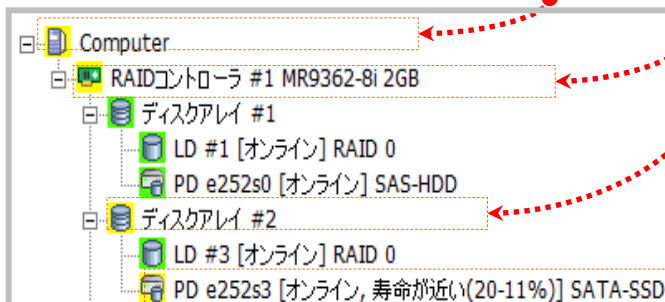 Computer
RAIDコントローラ #1 MR9362-8i 2GB
ディスクアレイ #1
LD #1 [オンライン] RAID 0
PD e252s0 [オンライン] SAS-HDD
ディスクアレイ #2
LD #3 [オンライン] RAID 0
PD e252s3 [オンライン, 寿命が近い(20-11%)] SATA-SSD